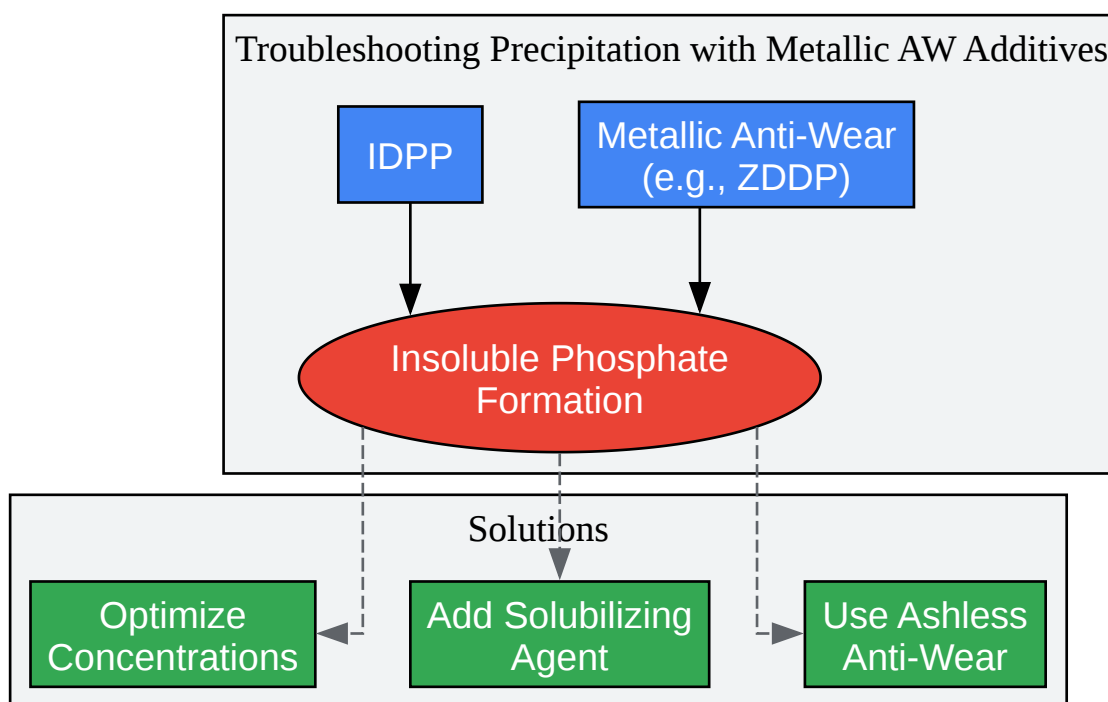 Troubleshooting Precipitation with Metallic AW Additives
IDPP
Metallic Anti-Wear
(e.g., ZDDP)
Insoluble Phosphate
Formation
Solutions
Optimize
Concentrations
Add Solubilizing
Agent
Use Ashless
Anti-Wear